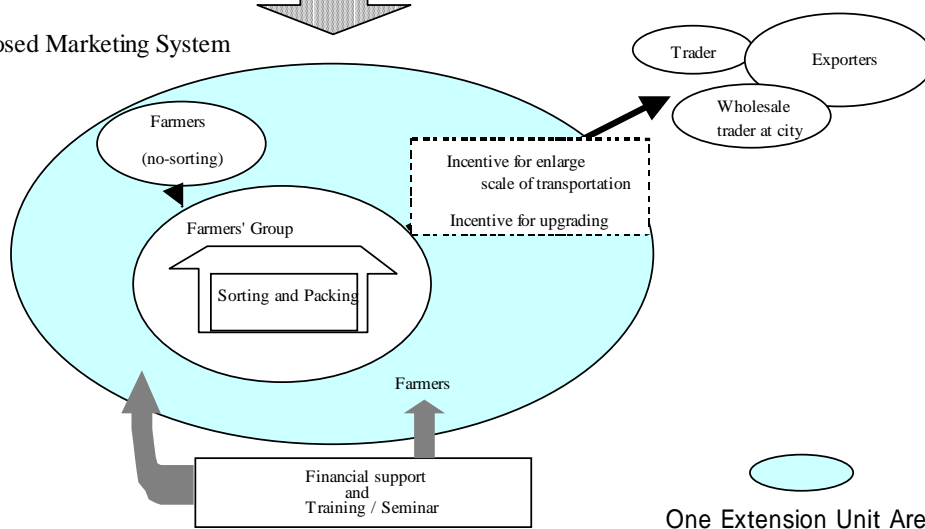 osed Marketing System
Trader
Exporters
Wholesale
trader at city
Farmers
(no-sorting)
Incentive for enlarge
scale of transportation
Incentive for upgrading
Farmers' Group
Sorting and Packing
Farmers
Financial support
and
Training / Seminar
One Extension Unit Are